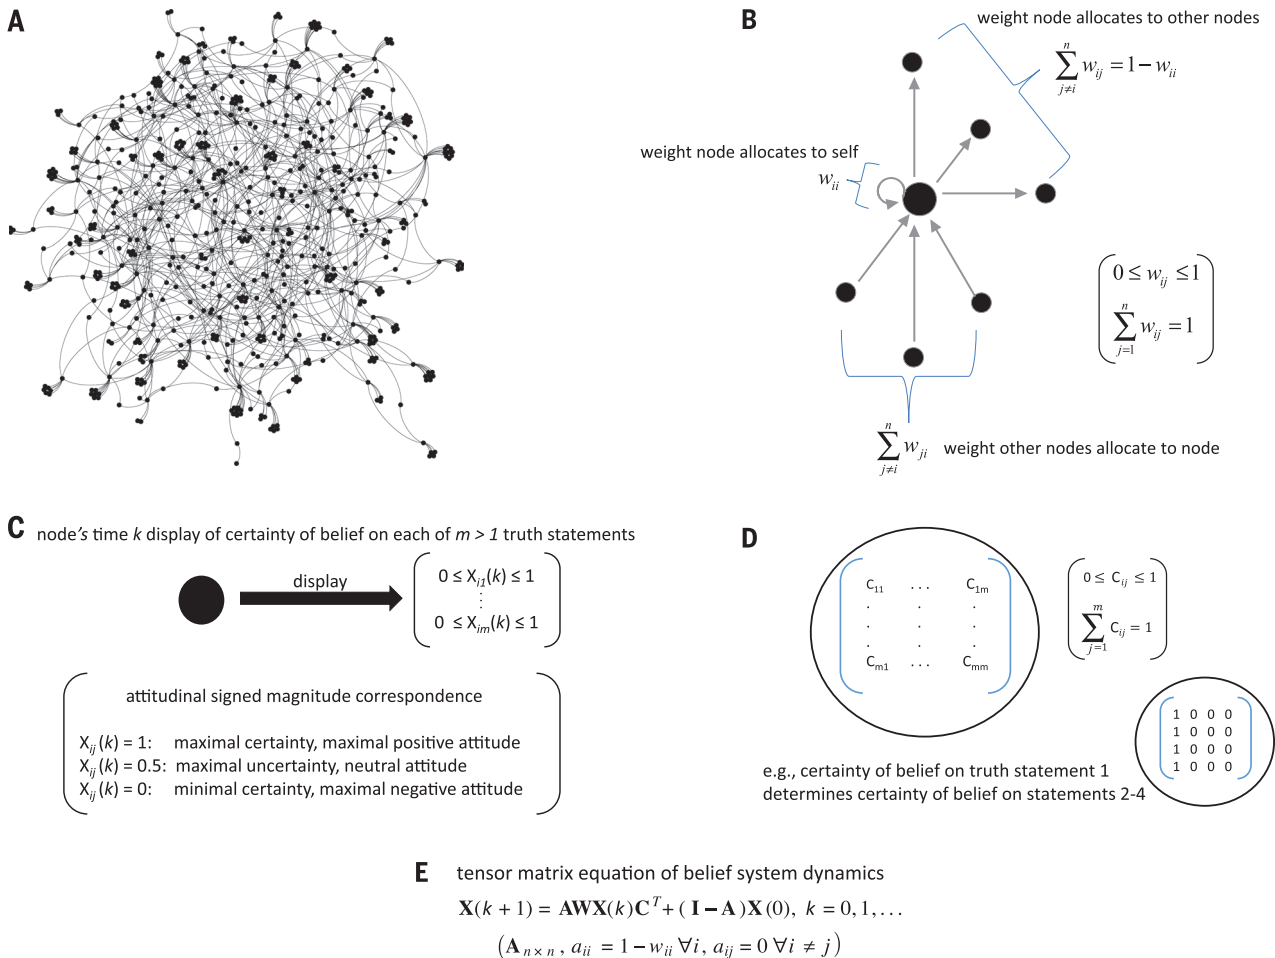 A
B
weight node allocates to other nodes
n
∑ w_ij = 1 − w_ii
j≠i
weight node allocates to self
w_ii
0 ≤ w_ij ≤ 1
n
∑ w_ij = 1
j=1
n
∑ w_ji weight other nodes allocate to node
j≠i
C node's time k display of certainty of belief on each of m > 1 truth statements
display
0 ≤ X_i1(k) ≤ 1
⋮
0 ≤ X_im(k) ≤ 1
attitudinal signed magnitude correspondence
X_ij(k) = 1: maximal certainty, maximal positive attitude
X_ij(k) = 0.5: maximal uncertainty, neutral attitude
X_ij(k) = 0: minimal certainty, maximal negative attitude
D
C_11 . . . C_1m
. . .
. . .
C_m1 . . . C_mm
0 ≤ C_ij ≤ 1
m
∑ C_ij = 1
j=1
1 0 0 0
1 0 0 0
1 0 0 0
1 0 0 0
e.g., certainty of belief on truth statement 1
determines certainty of belief on statements 2-4
E tensor matrix equation of belief system dynamics
X(k + 1) = AWX(k)C^T + (I − A)X(0), k = 0,1,...
(A_n×n, a_ii = 1 − w_ii ∀i, a_ij = 0 ∀i ≠ j)